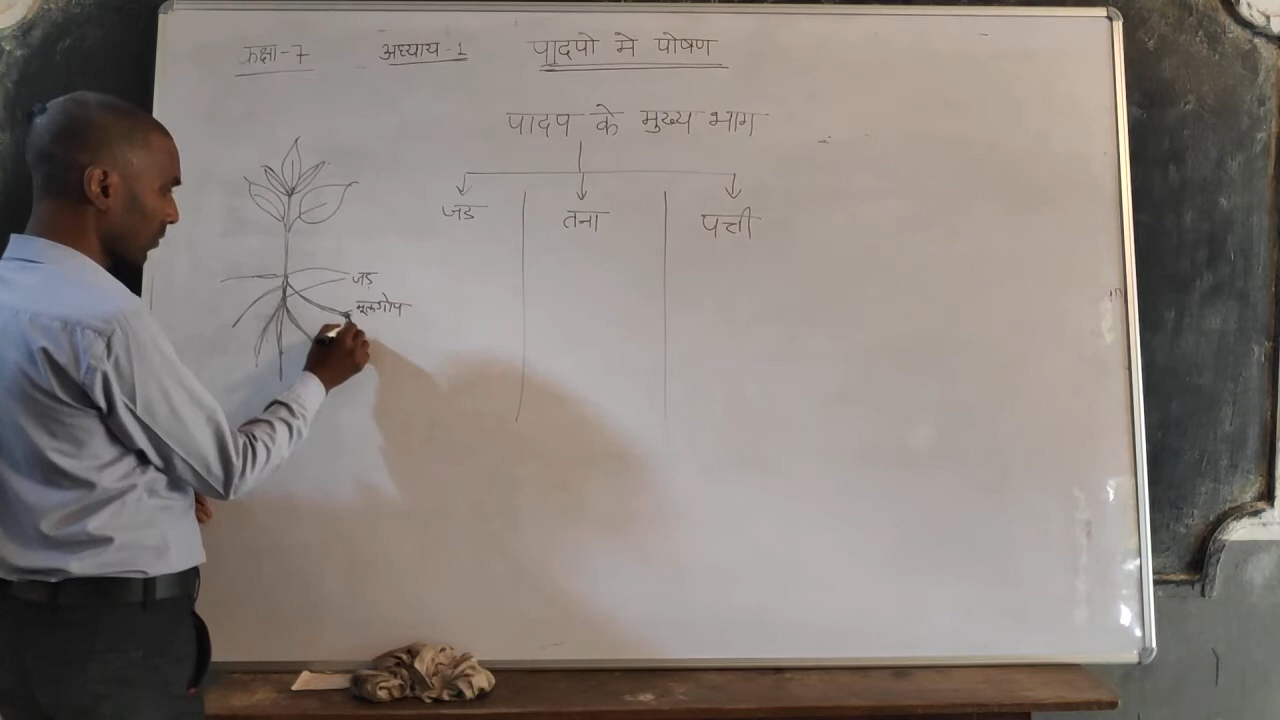 कक्षा-7 अध्याय-1 पादपो मे पोषण
पादप के मुख्य भाग
जड तना पत्ती
जड़
मूलगोप